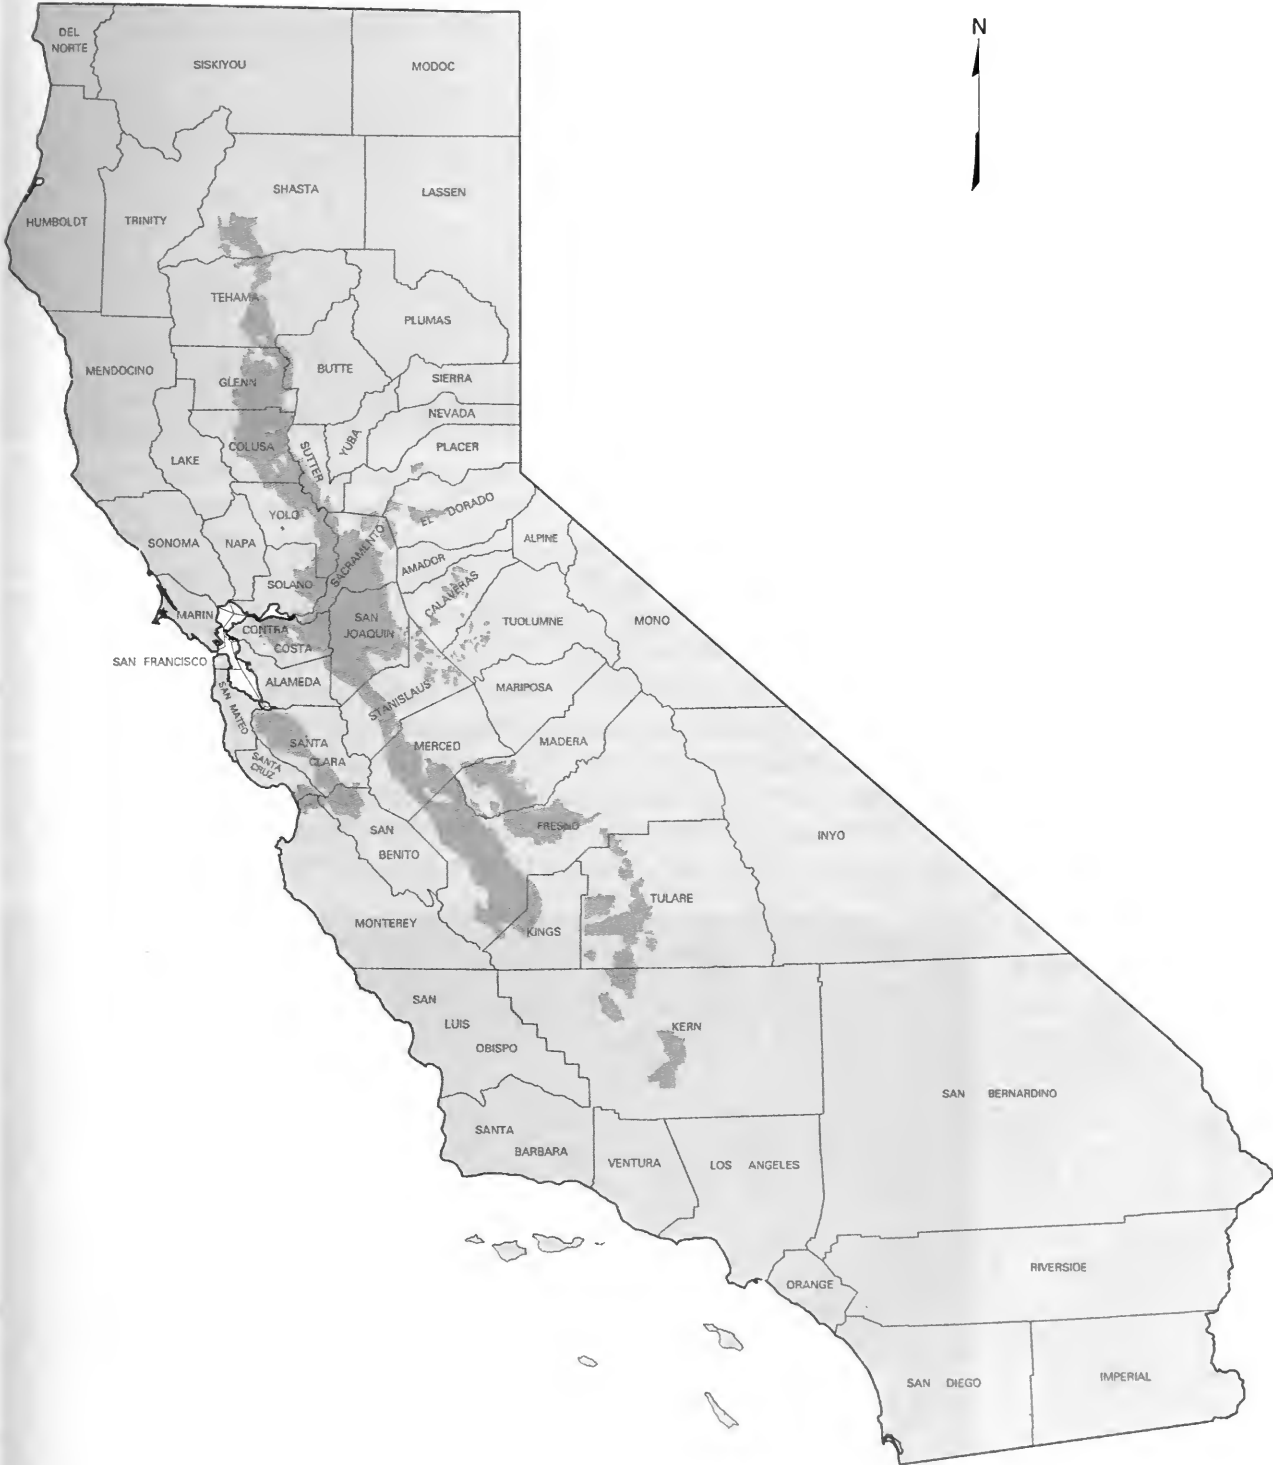 N
DEL
NORTE
SISKIYOU
MODOC
SHASTA
LASSEN
HUMBOLDT
TRINITY
TEHAMA
PLUMAS
MENDOCINO
GLENN
BUTTE
SIERRA
NEVADA
COLUSA
SUTTER
YUBA
PLACER
LAKE
YOLO
EL DORADO
SONOMA
NAPA
SACRAMENTO
ALPINE
AMADOR
SOLANO
CALAVERAS
MARIN
CONTRA
COSTA
SAN
JOAQUIN
TUOLUMNE
MONO
SAN FRANCISCO
ALAMEDA
STANISLAUS
MARIPOSA
SAN MATEO
SANTA
CLARA
MERCED
MADERA
SANTA
CRUZ
SAN
BENITO
FRESNO
INYO
MONTEREY
KINGS
TULARE
SAN
LUIS
OBISPO
KERN
SAN BERNARDINO
SANTA
BARBARA
VENTURA
LOS ANGELES
RIVERSIDE
ORANGE
SAN DIEGO
IMPERIAL